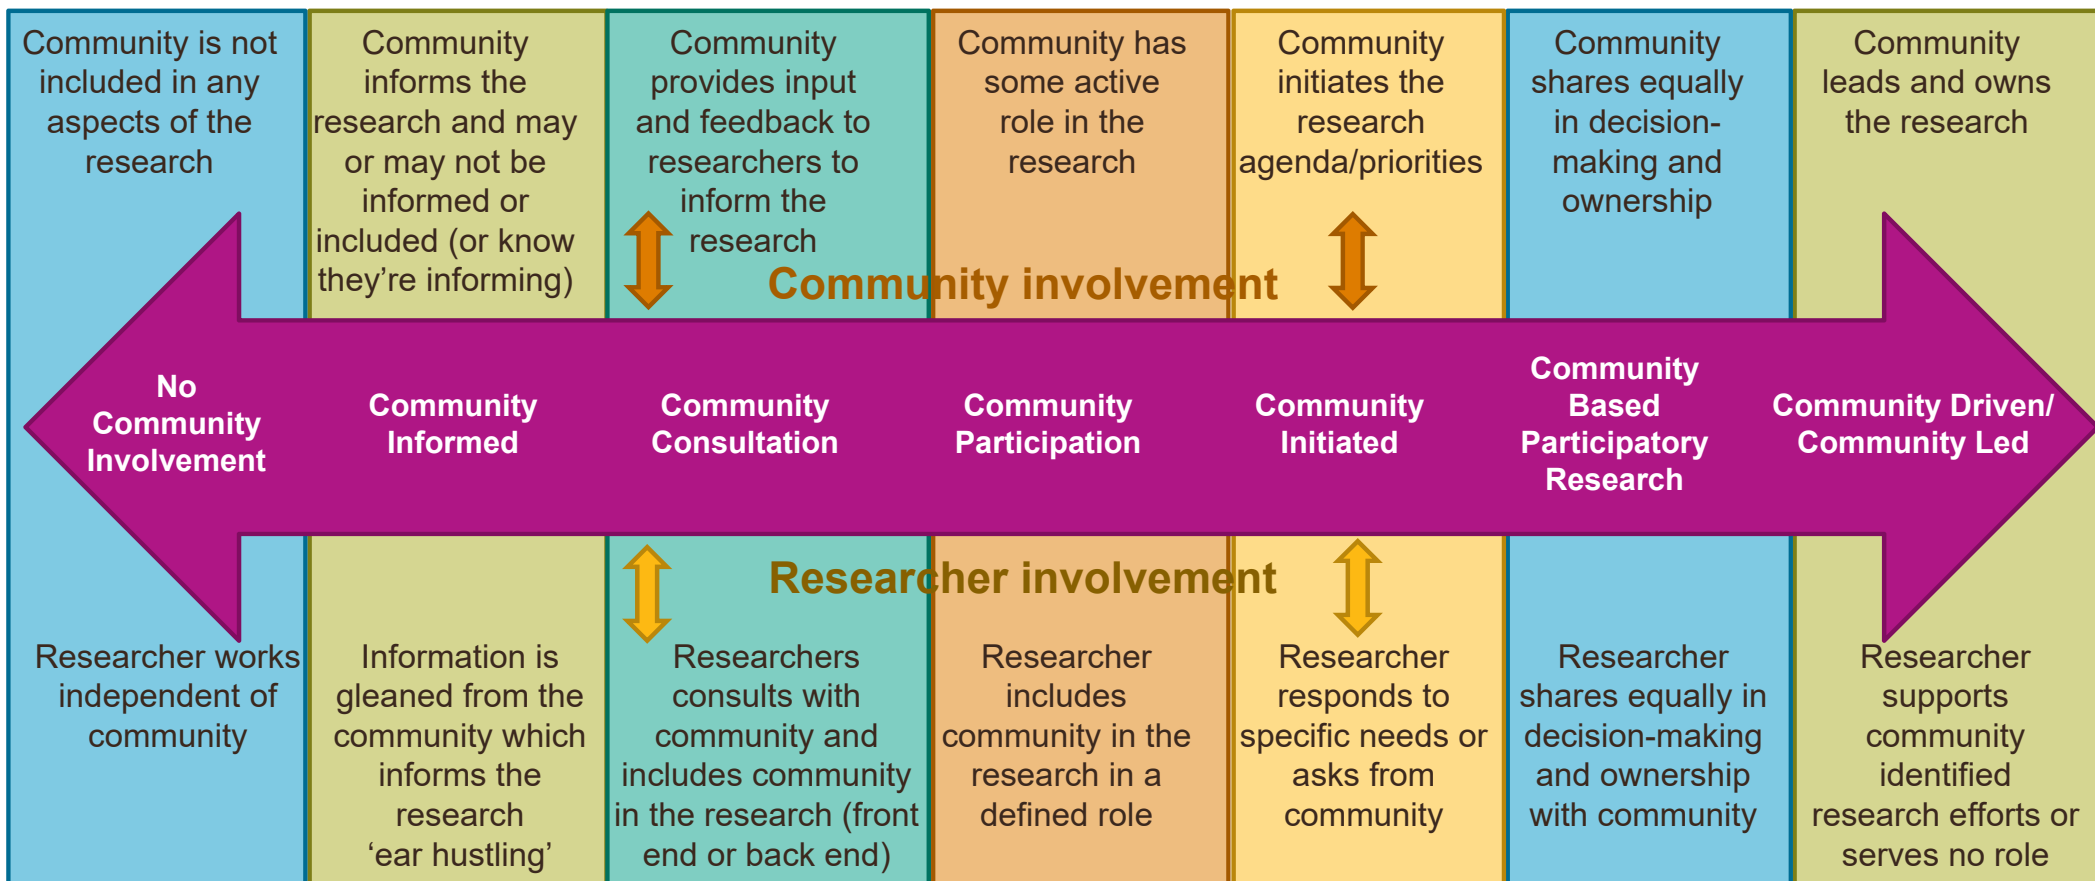 Community is not
included in any
aspects of the
research
Community
informs the
research and may
or may not be
informed or
included (or know
they’re informing)
Community
provides input
and feedback to
researchers to
inform the
research
Community has
some active
role in the
research
Community
initiates the
research
agenda/priorities
Community
shares equally
in decision-
making and
ownership
Community
leads and owns
the research
Community involvement
No
Community
Involvement
Community
Informed
Community
Consultation
Community
Participation
Community
Initiated
Community
Based
Participatory
Research
Community Driven/
Community Led
Researcher involvement
Researcher works
independent of
community
Information is
gleaned from the
community which
informs the
research
‘ear hustling’
Researchers
consults with
community and
includes community
in the research (front
end or back end)
Researcher
includes
community in the
research in a
defined role
Researcher
responds to
specific needs or
asks from
community
Researcher
shares equally in
decision-making
and ownership
with community
Researcher
supports
community
identified
research efforts or
serves no role